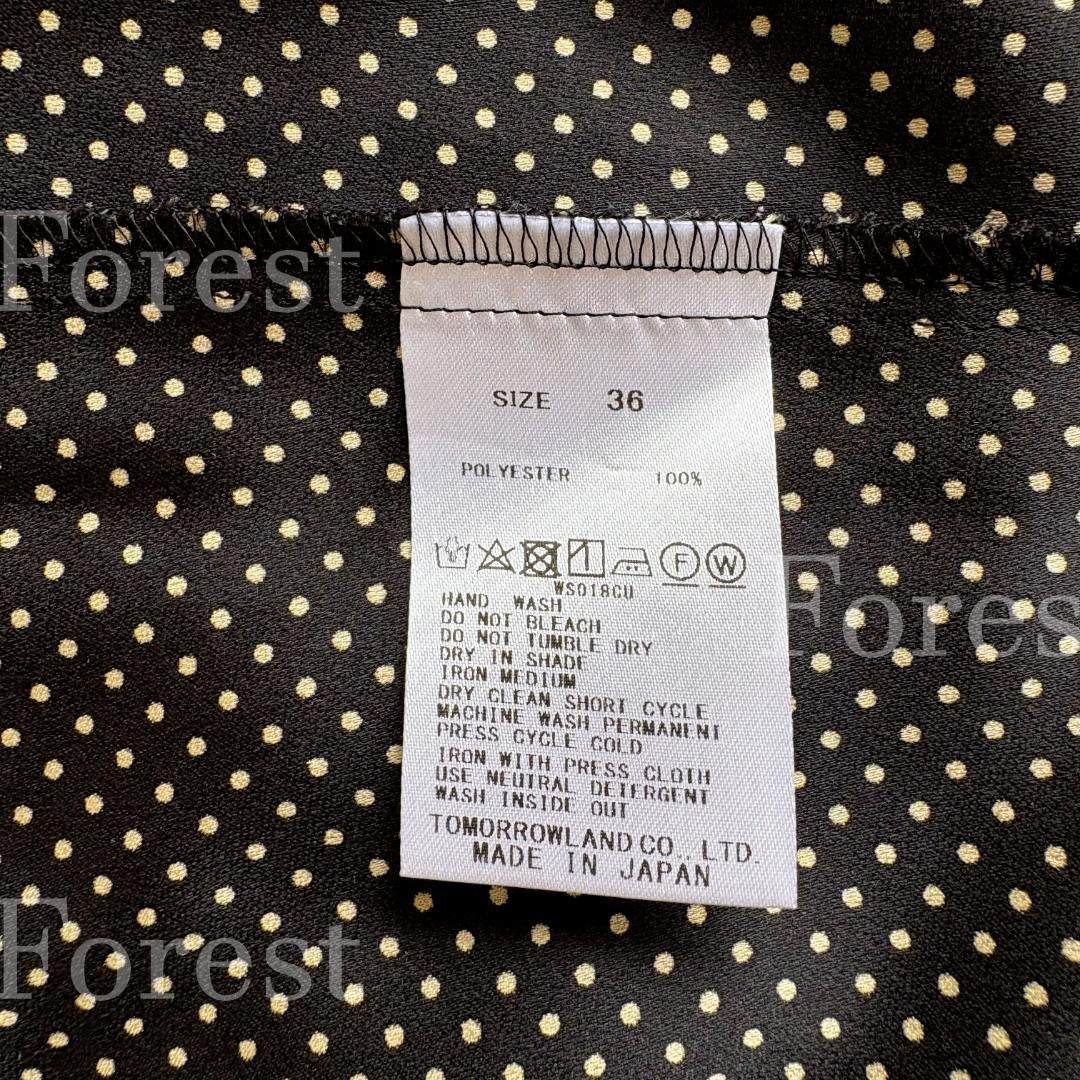 Forest
SIZE 36
POLYESTER 100%
F W
WS018CU
HAND WASH
DO NOT BLEACH
DO NOT TUMBLE DRY
DRY IN SHADE
IRON MEDIUM
DRY CLEAN SHORT CYCLE
MACHINE WASH PERMANENT
PRESS CYCLE COLD
IRON WITH PRESS CLOTH
USE NEUTRAL DETERGENT
WASH INSIDE OUT
TOMORROWLAND CO., LTD.
MADE IN JAPAN
Forest
Forest